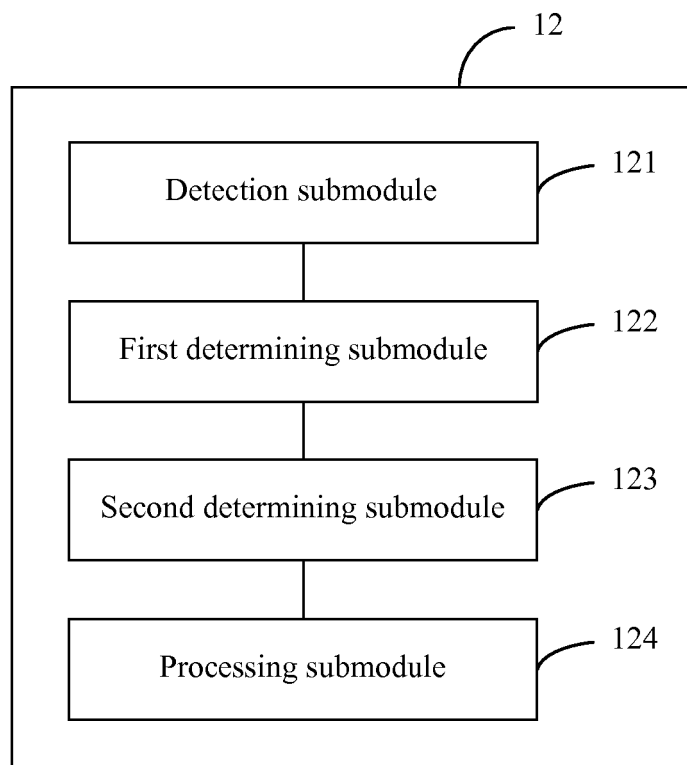 12
Detection submodule
121
First determining submodule
122
Second determining submodule
123
Processing submodule
124